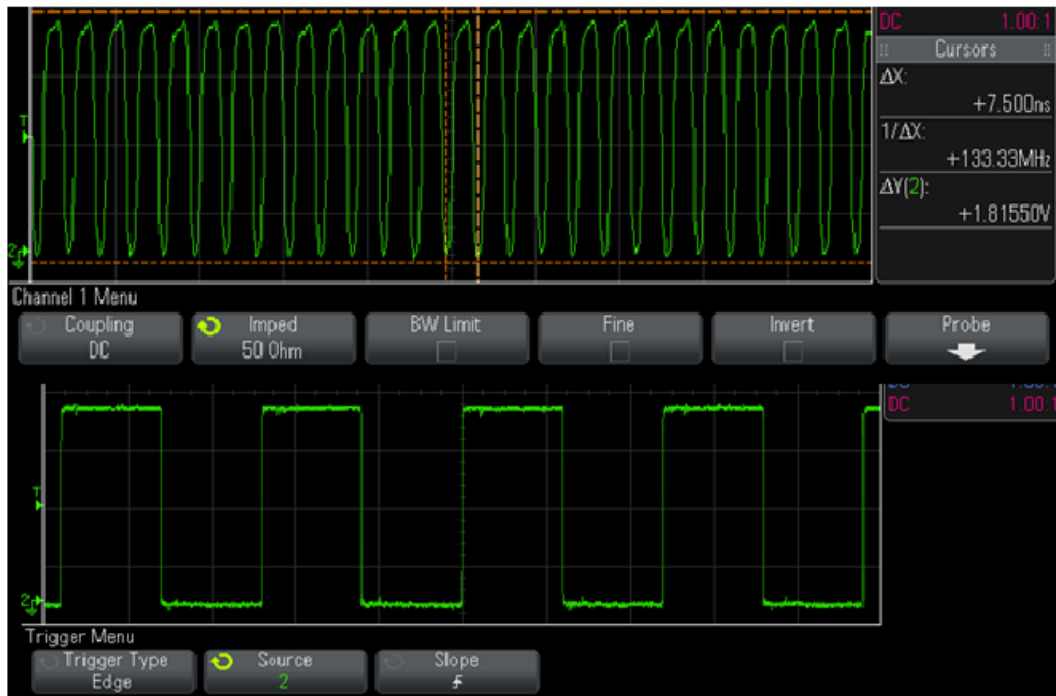 DC 1.00:1
Cursors
ΔX:
+7.500ns
1/ΔX:
+133.33MHz
ΔY(2):
+1.81550V
T
2
Channel 1 Menu
Coupling
DC
Imped
50 Ohm
BW Limit
Fine
Invert
Probe
DC 1.00:1
T
2
Trigger Menu
Trigger Type
Edge
Source
2
Slope